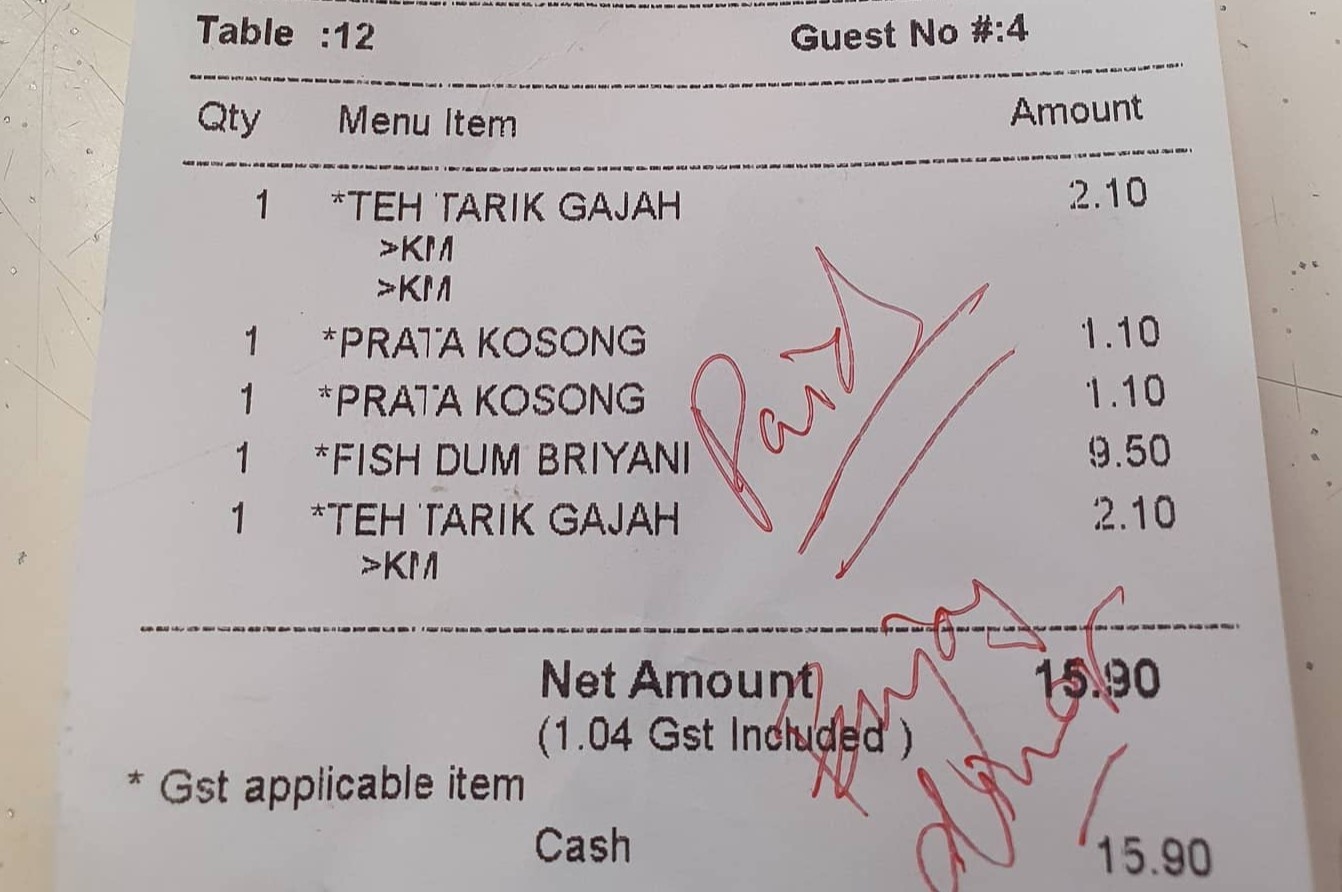 Table :12 Guest No #:4
Qty Menu Item Amount
1 *TEH TARIK GAJAH 2.10
>KM
>KM
1 *PRATA KOSONG 1.10
1 *PRATA KOSONG 1.10
1 *FISH DUM BRIYANI 9.50
1 *TEH TARIK GAJAH 2.10
>KM
Paid
Net Amount 15.90
(1.04 Gst Included )
* Gst applicable item
Cash 15.90